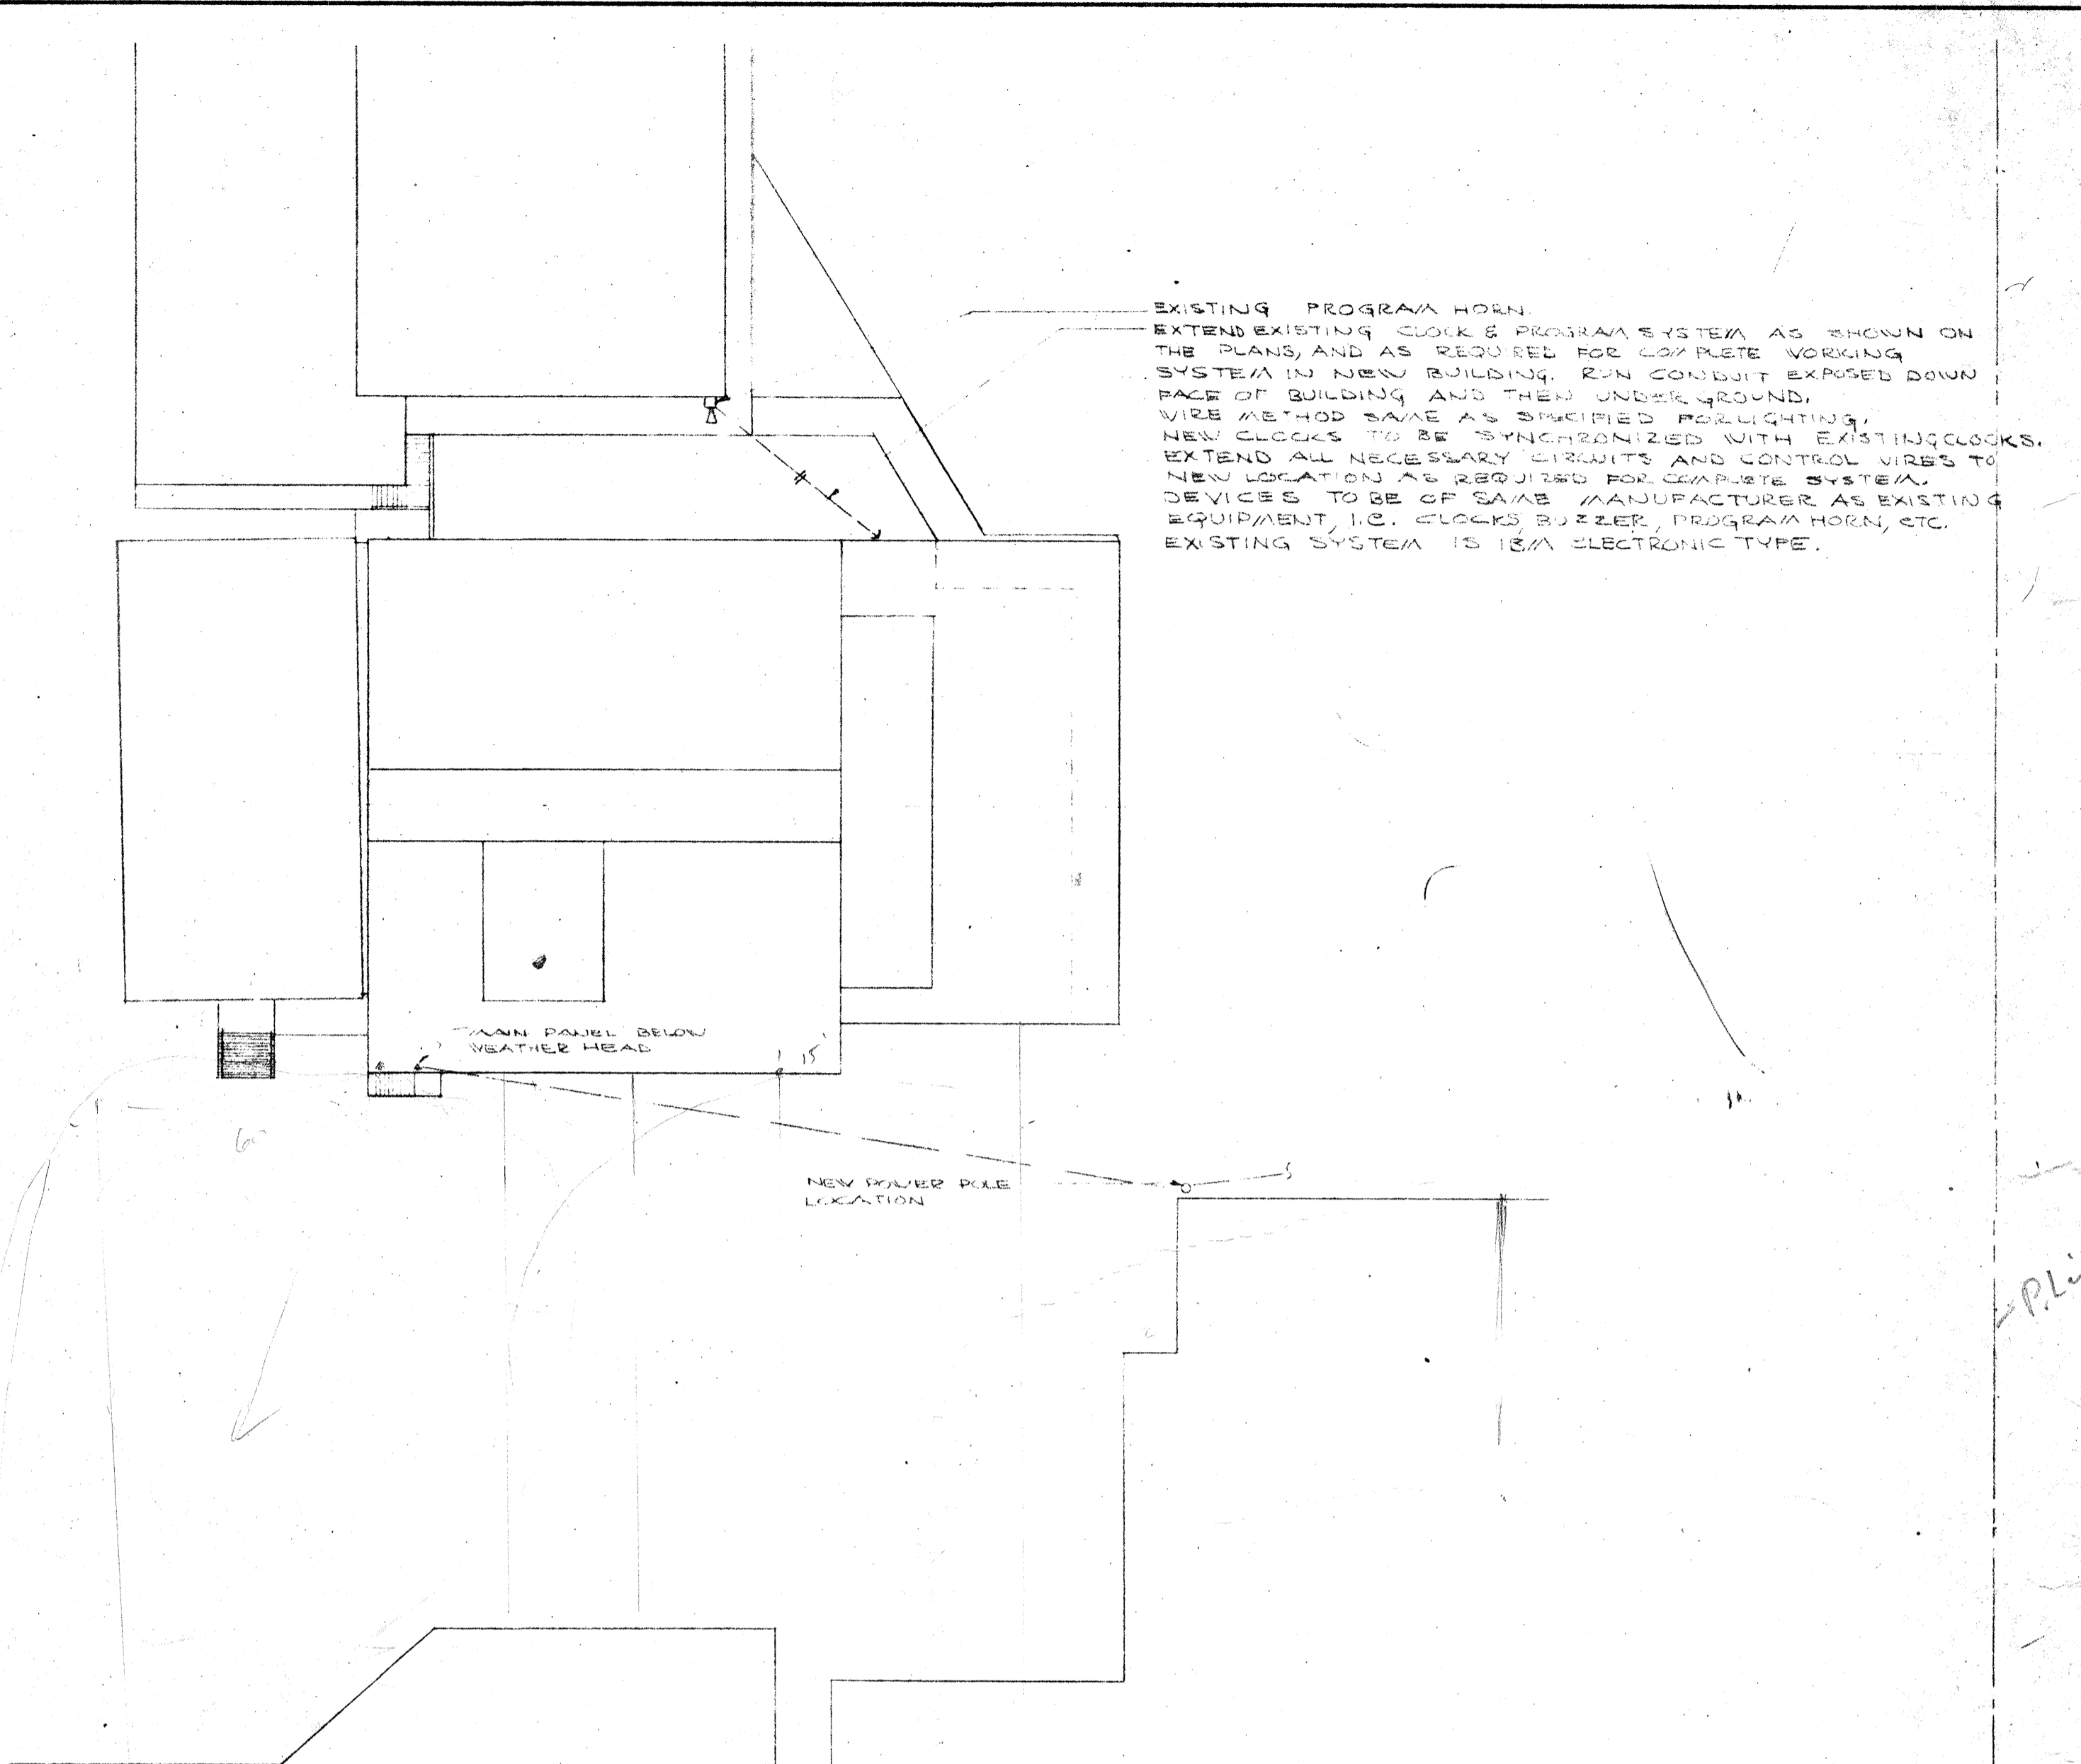 EXISTING PROGRAM HORN.
EXTEND EXISTING CLOCK & PROGRAM SYSTEM AS SHOWN ON
THE PLANS, AND AS REQUIRED FOR COMPLETE WORKING
SYSTEM IN NEW BUILDING. RUN CONDUIT EXPOSED DOWN
FACE OF BUILDING AND THEN UNDERGROUND.
WIRE METHOD SAME AS SPECIFIED FOR LIGHTING.
NEW CLOCKS TO BE SYNCHRONIZED WITH EXISTING CLOCKS.
EXTEND ALL NECESSARY CIRCUITS AND CONTROL WIRES TO
NEW LOCATION AS REQUIRED FOR COMPLETE SYSTEM.
DEVICES TO BE OF SAME MANUFACTURER AS EXISTING
EQUIPMENT, I.C. CLOCKS, BUZZER, PROGRAM HORN, ETC.
EXISTING SYSTEM IS IBM ELECTRONIC TYPE.
MAIN PANEL BELOW
WEATHER HEAD
15'
NEW POWER POLE
LOCATION